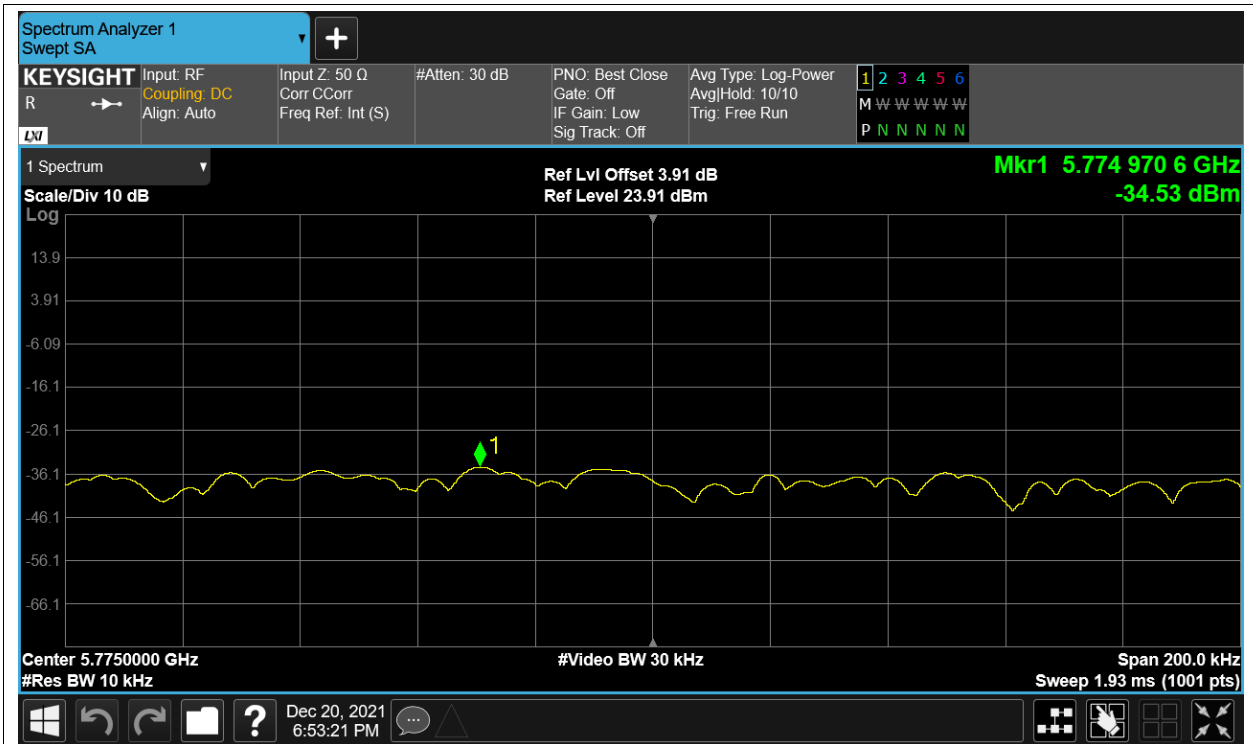 Spectrum Analyzer 1
Swept SA
KEYSIGHT
R
LXI
Input: RF
Coupling: DC
Align: Auto
Input Z: 50 Ω
Corr CCorr
Freq Ref: Int (S)
#Atten: 30 dB
PNO: Best Close
Gate: Off
IF Gain: Low
Sig Track: Off
Avg Type: Log-Power
Avg|Hold: 10/10
Trig: Free Run
1 2 3 4 5 6
M W W W W W
P N N N N N
1 Spectrum
Scale/Div 10 dB
Ref Lvl Offset 3.91 dB
Ref Level 23.91 dBm
Mkr1 5.774 970 6 GHz
-34.53 dBm
Log
13.9
3.91
-6.09
-16.1
-26.1
1
-36.1
-46.1
-56.1
-66.1
Center 5.7750000 GHz
#Video BW 30 kHz
Span 200.0 kHz
#Res BW 10 kHz
Sweep 1.93 ms (1001 pts)
?
Dec 20, 2021
6:53:21 PM